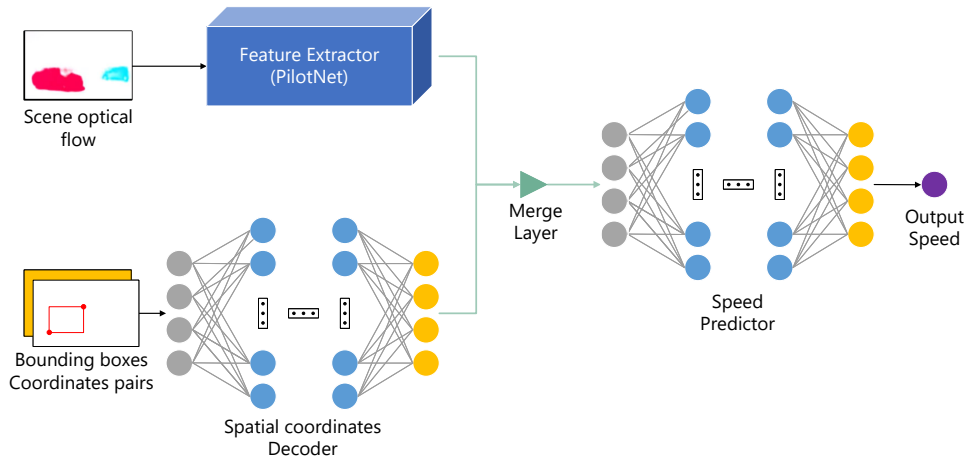 Feature Extractor
(PilotNet)
Scene optical
flow
Merge
Layer
Output
Speed
Speed
Predictor
Bounding boxes
Coordinates pairs
Spatial coordinates
Decoder